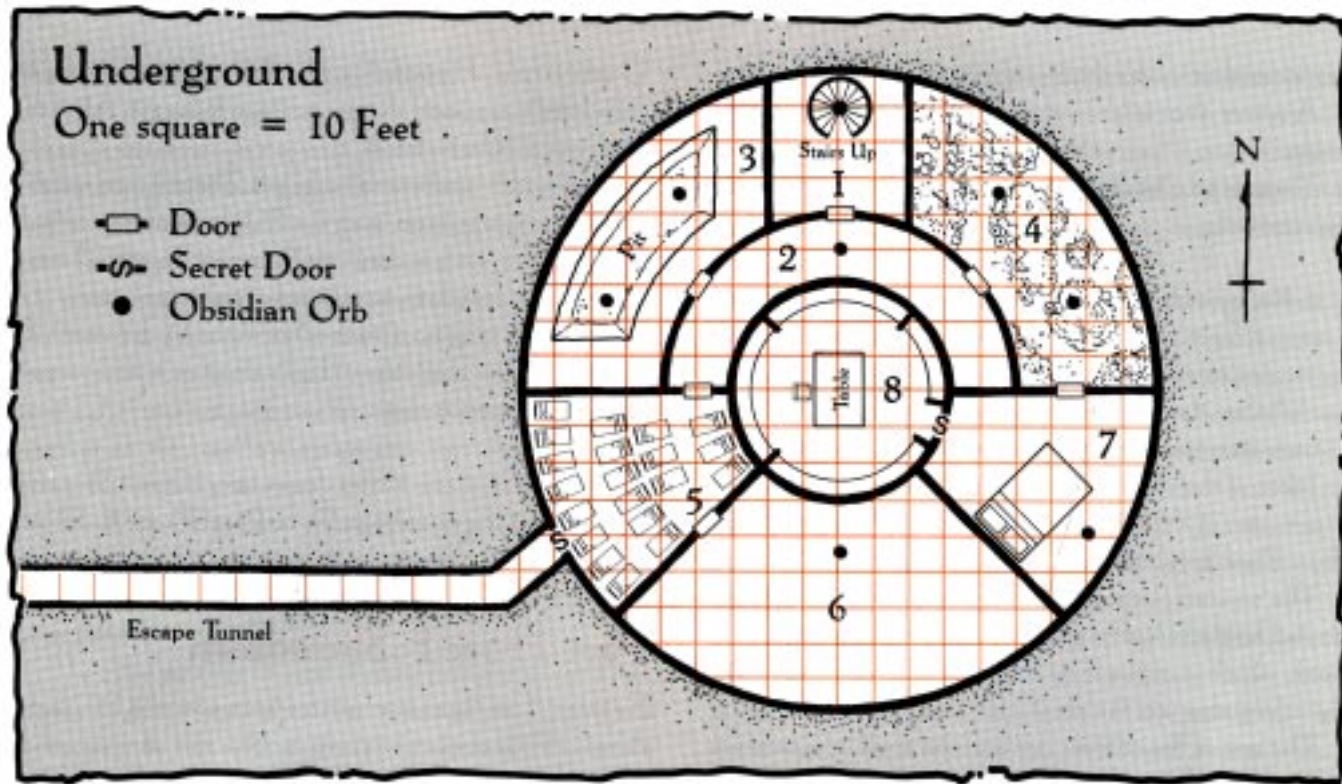 Underground
One square = 10 Feet
Door
S Secret Door
Obsidian Orb
N
Stairs Up
1
2
3
Pit
4
5
6
7
8
Table
S
S
Escape Tunnel